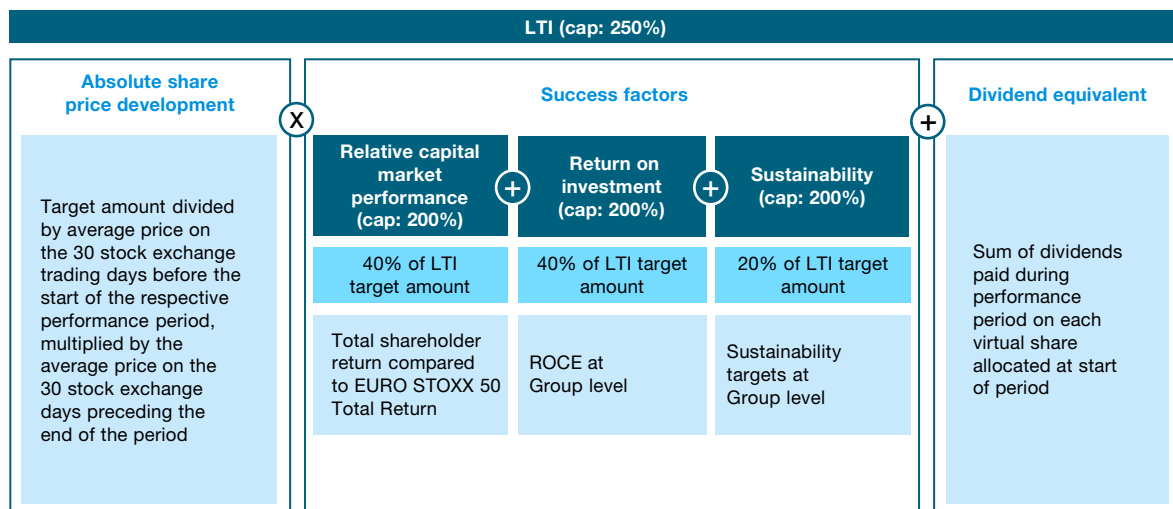 LTI (cap: 250%)
Absolute share
price development
X
Success factors
+
Dividend equivalent
Target amount divided
by average price on
the 30 stock exchange
trading days before the
start of the respective
performance period,
multiplied by the
average price on the
30 stock exchange
days preceding the
end of the period
Relative capital
market
performance
(cap: 200%)
+
Return on
investment
(cap: 200%)
+
Sustainability
(cap: 200%)
40% of LTI
target amount
40% of LTI target
amount
20% of LTI target
amount
Total shareholder
return compared
to EURO STOXX 50
Total Return
ROCE at
Group level
Sustainability
targets at
Group level
Sum of dividends
paid during
performance
period on each
virtual share
allocated at start
of period